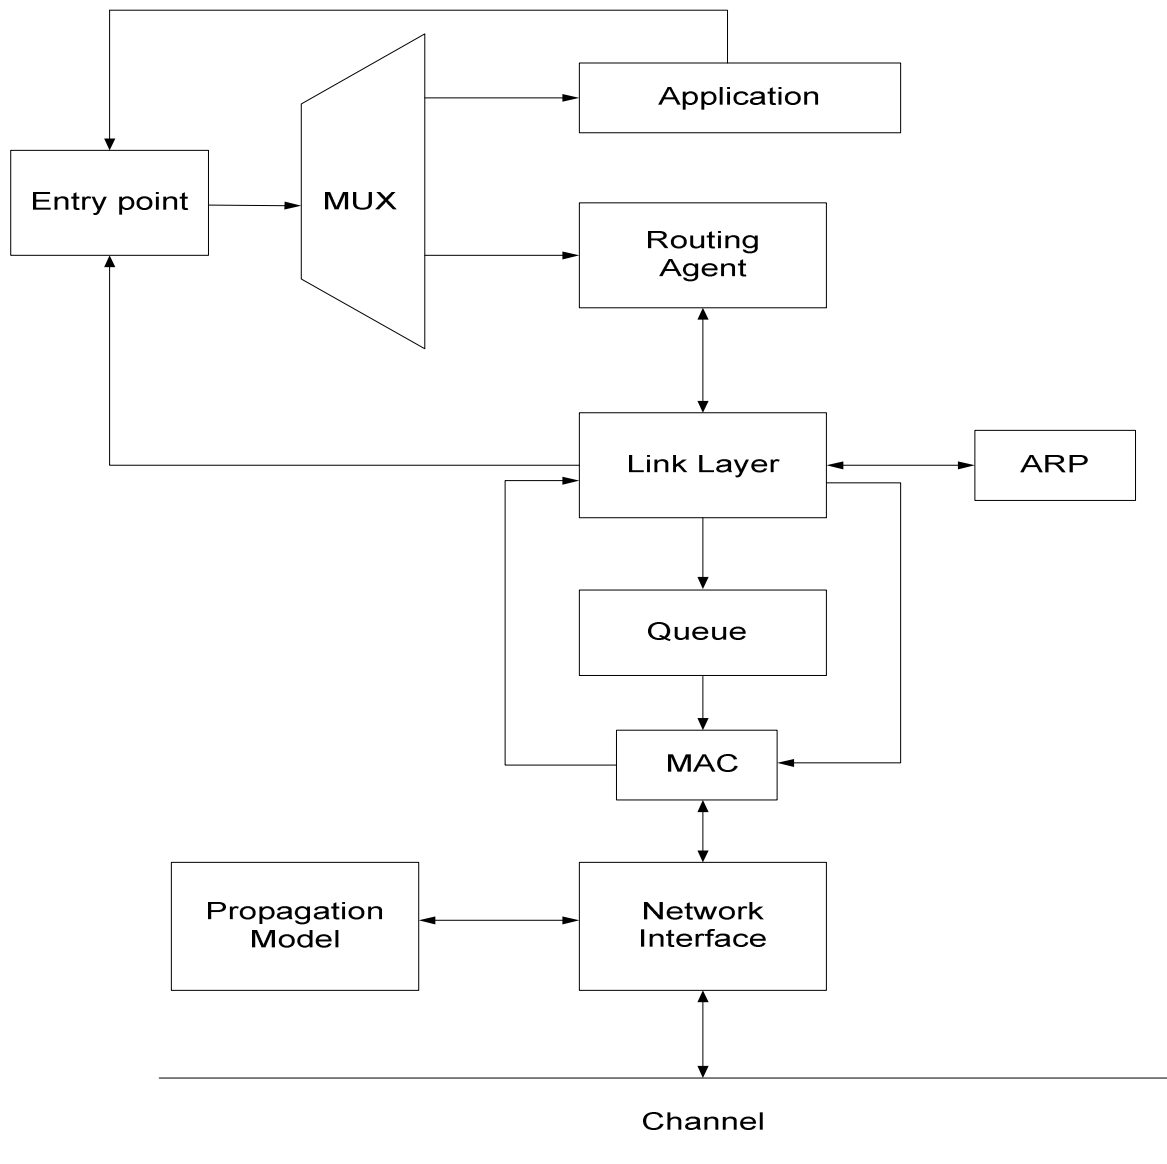 Application
Entry point
MUX
Routing
Agent
Link Layer
ARP
Queue
MAC
Propagation
Model
Network
Interface
Channel